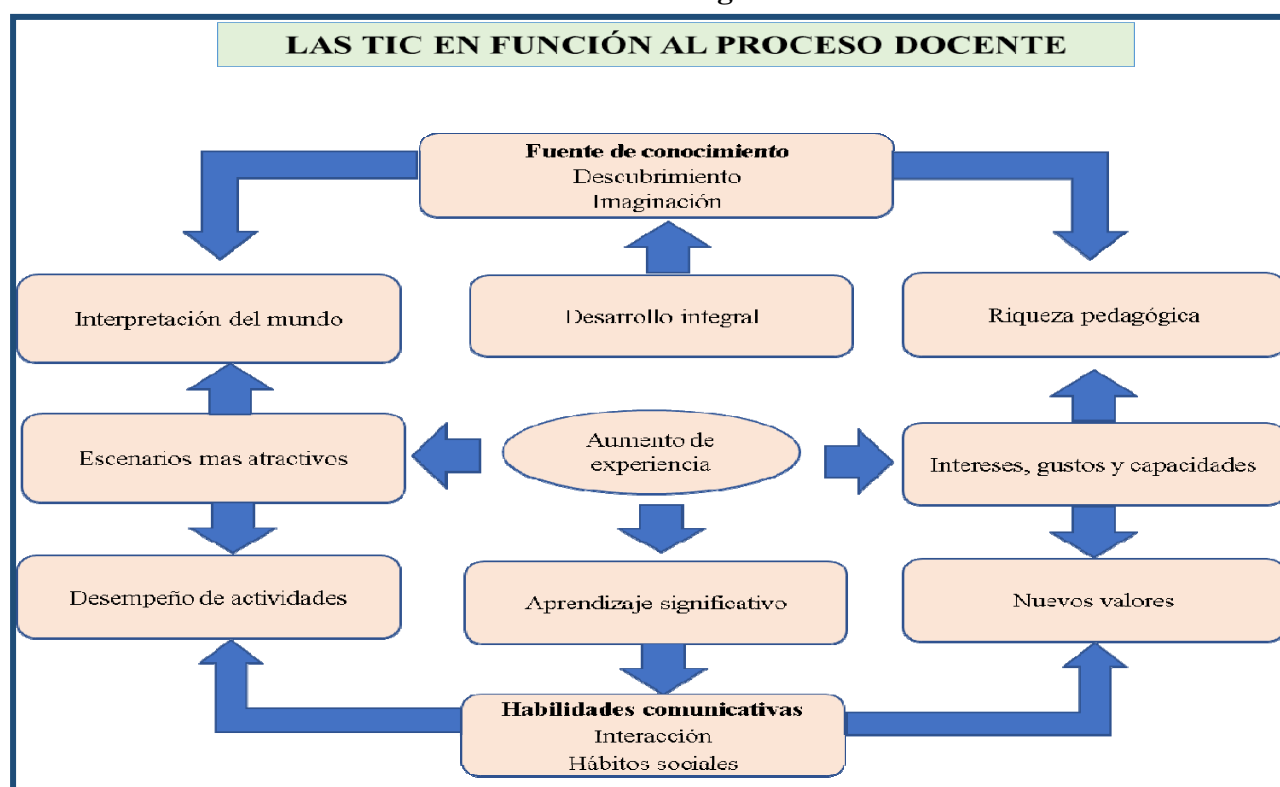 LAS TIC EN FUNCIÓN AL PROCESO DOCENTE
Fuente de conocimiento
Descubrimiento
Imaginación
Interpretación del mundo
Desarrollo integral
Riqueza pedagógica
Escenarios mas atractivos
Aumento de
experiencia
Intereses, gustos y capacidades
Desempeño de actividades
Aprendizaje significativo
Nuevos valores
Habilidades comunicativas
Interacción
Hábitos sociales